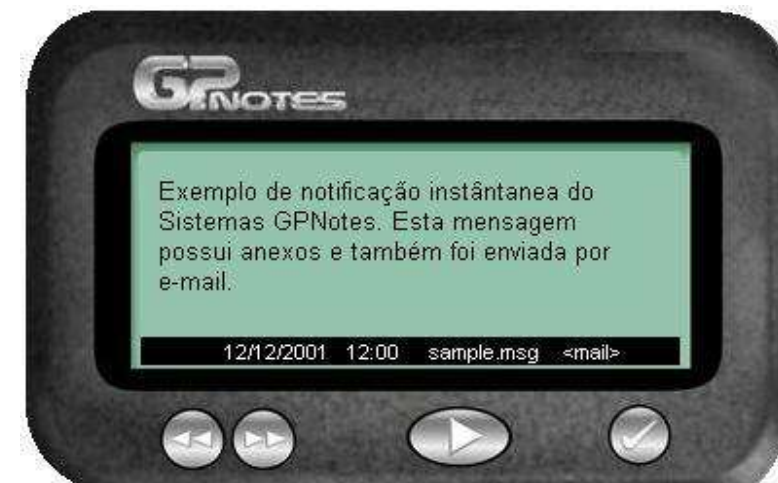 GPNOTES
Exemplo de notificação instântanea do
Sistemas GPNotes. Esta mensagem
possui anexos e também foi enviada por
e-mail.
12/12/2001 12:00 sample.msg <mail>